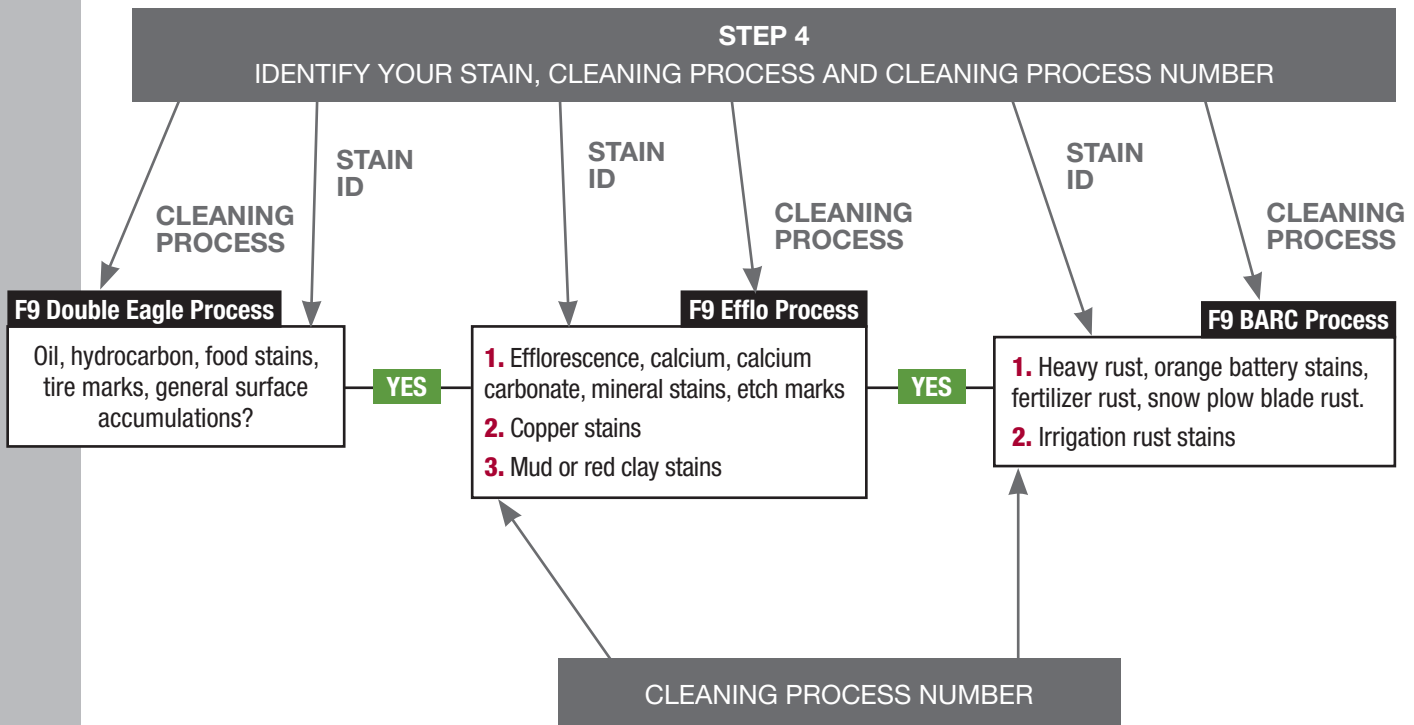 STEP 4
IDENTIFY YOUR STAIN, CLEANING PROCESS AND CLEANING PROCESS NUMBER
CLEANING
PROCESS
STAIN
ID
STAIN
ID
CLEANING
PROCESS
STAIN
ID
CLEANING
PROCESS
F9 Double Eagle Process
Oil, hydrocarbon, food stains,
tire marks, general surface
accumulations?
YES
F9 Efflo Process
1. Efflorescence, calcium, calcium
carbonate, mineral stains, etch marks
2. Copper stains
3. Mud or red clay stains
YES
F9 BARC Process
1. Heavy rust, orange battery stains,
fertilizer rust, snow plow blade rust.
2. Irrigation rust stains
CLEANING PROCESS NUMBER